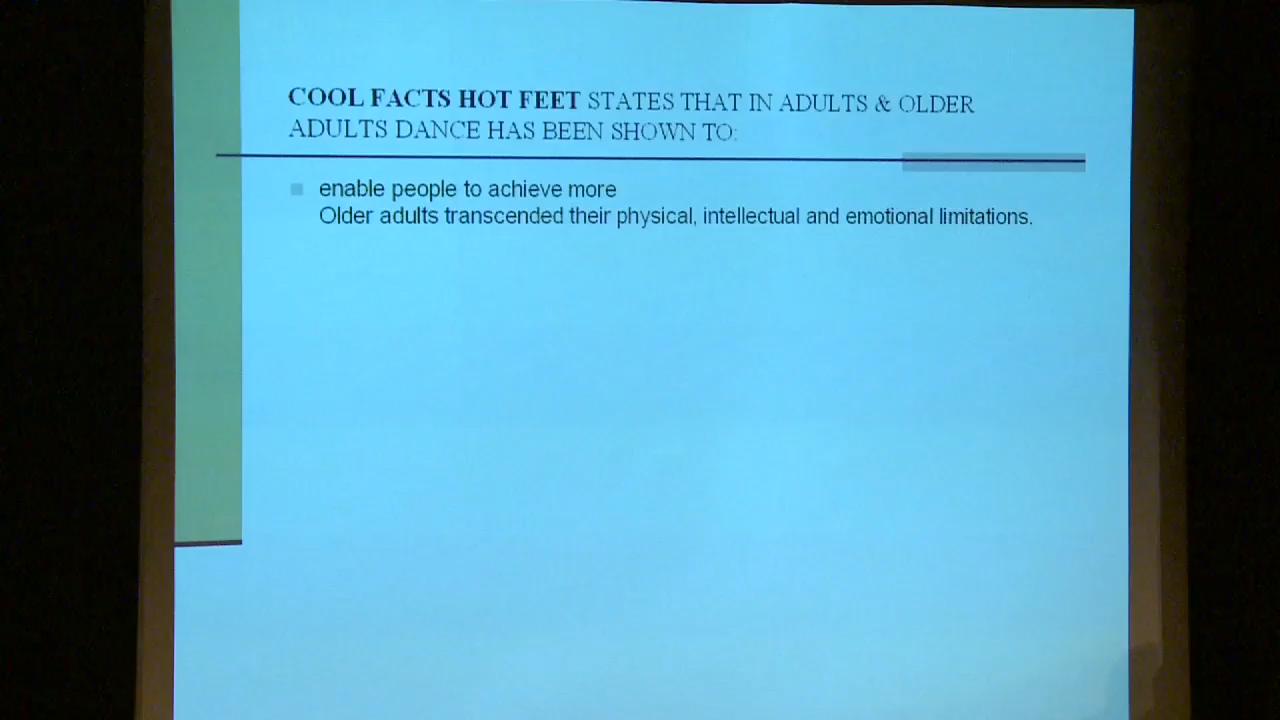 COOL FACTS HOT FEET STATES THAT IN ADULTS & OLDER
ADULTS DANCE HAS BEEN SHOWN TO:
enable people to achieve more
Older adults transcended their physical, intellectual and emotional limitations.